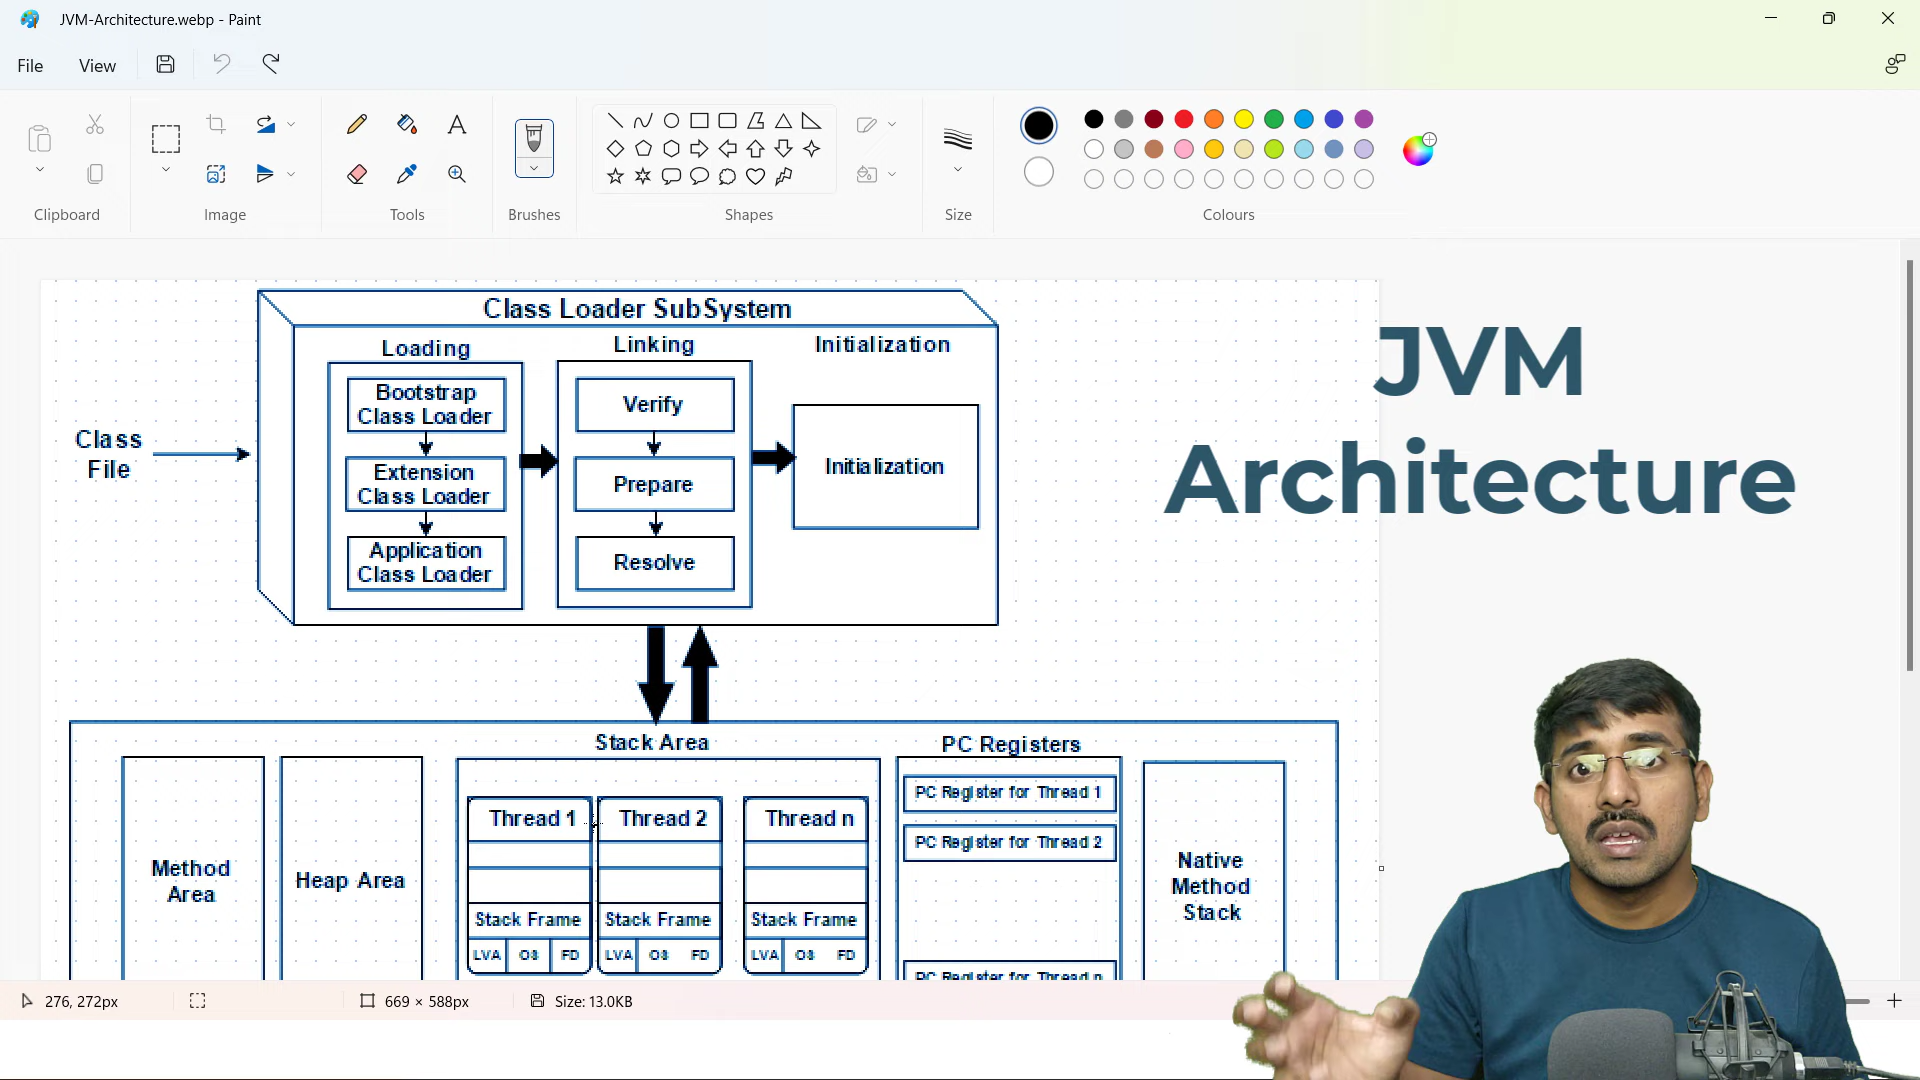 JVM-Architecture.webp - Paint
File View
Clipboard Image Tools Brushes Shapes Size Colours
Class Loader SubSystem
Loading Linking Initialization
Bootstrap
Class Loader
Verify
Extension
Class Loader
Prepare
Initialization
Application
Class Loader
Resolve
Class
File
JVM
Architecture
Stack Area
PC Registers
Method
Area
Heap Area
Thread 1 Thread 2 Thread n
Stack Frame Stack Frame Stack Frame
LVA OS FD LVA OS FD LVA OS FD
PC Register for Thread 1
PC Register for Thread 2
PC Register for Thread n
Native
Method
Stack
276, 272px 669 × 588px Size: 13.0KB